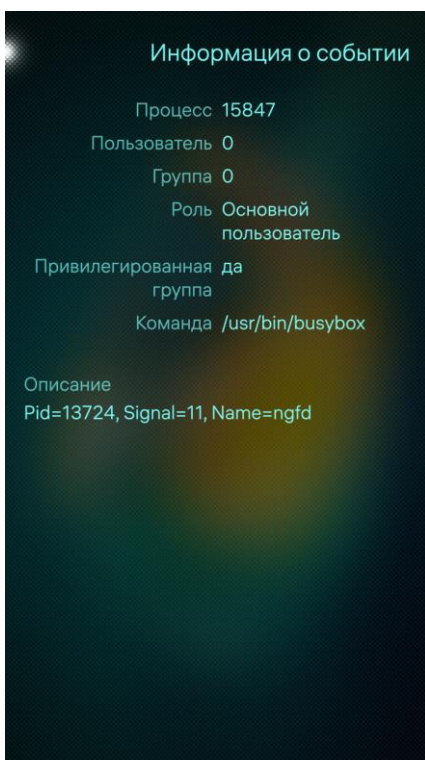 Информация о событии
Процесс 15847
Пользователь 0
Группа 0
Роль Основной
пользователь
Привилегированная да
группа
Команда /usr/bin/busybox
Описание
Pid=13724, Signal=11, Name=ngfd